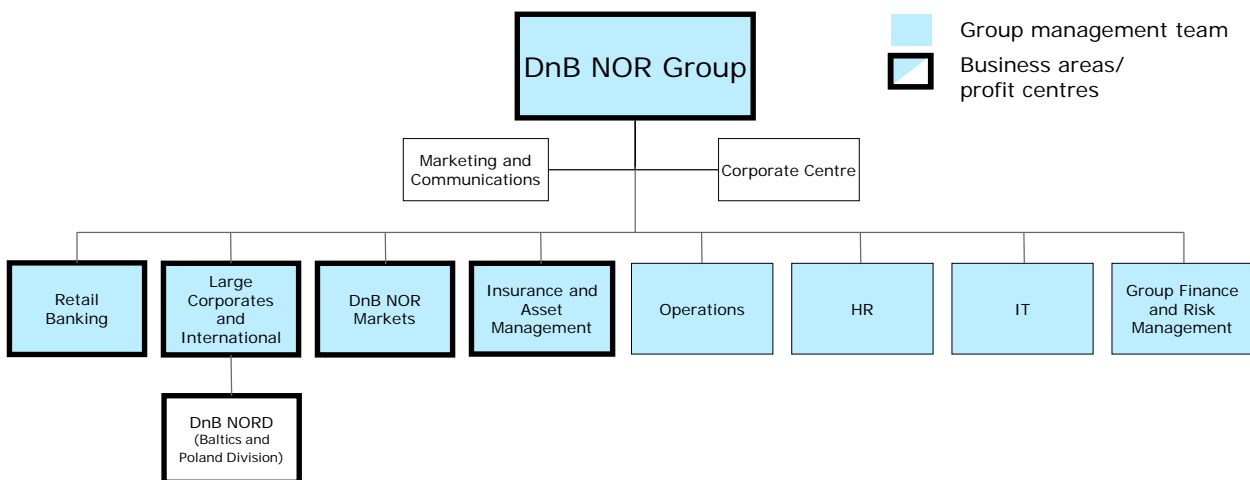 DnB NOR Group
Group management team
Business areas/
profit centres
Marketing and
Communications
Corporate Centre
Retail
Banking
Large
Corporates
and
International
DnB NOR
Markets
Insurance and
Asset
Management
Operations
HR
IT
Group Finance
and Risk
Management
DnB NORD
(Baltics and
Poland Division)